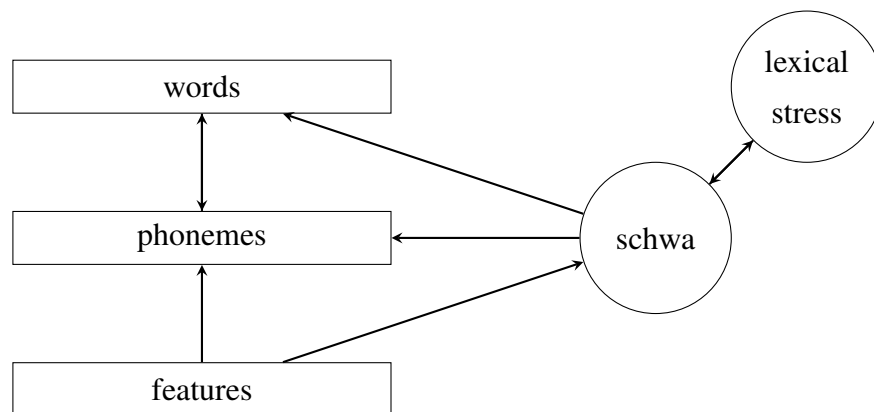 lexical
stress
words
phonemes
schwa
features